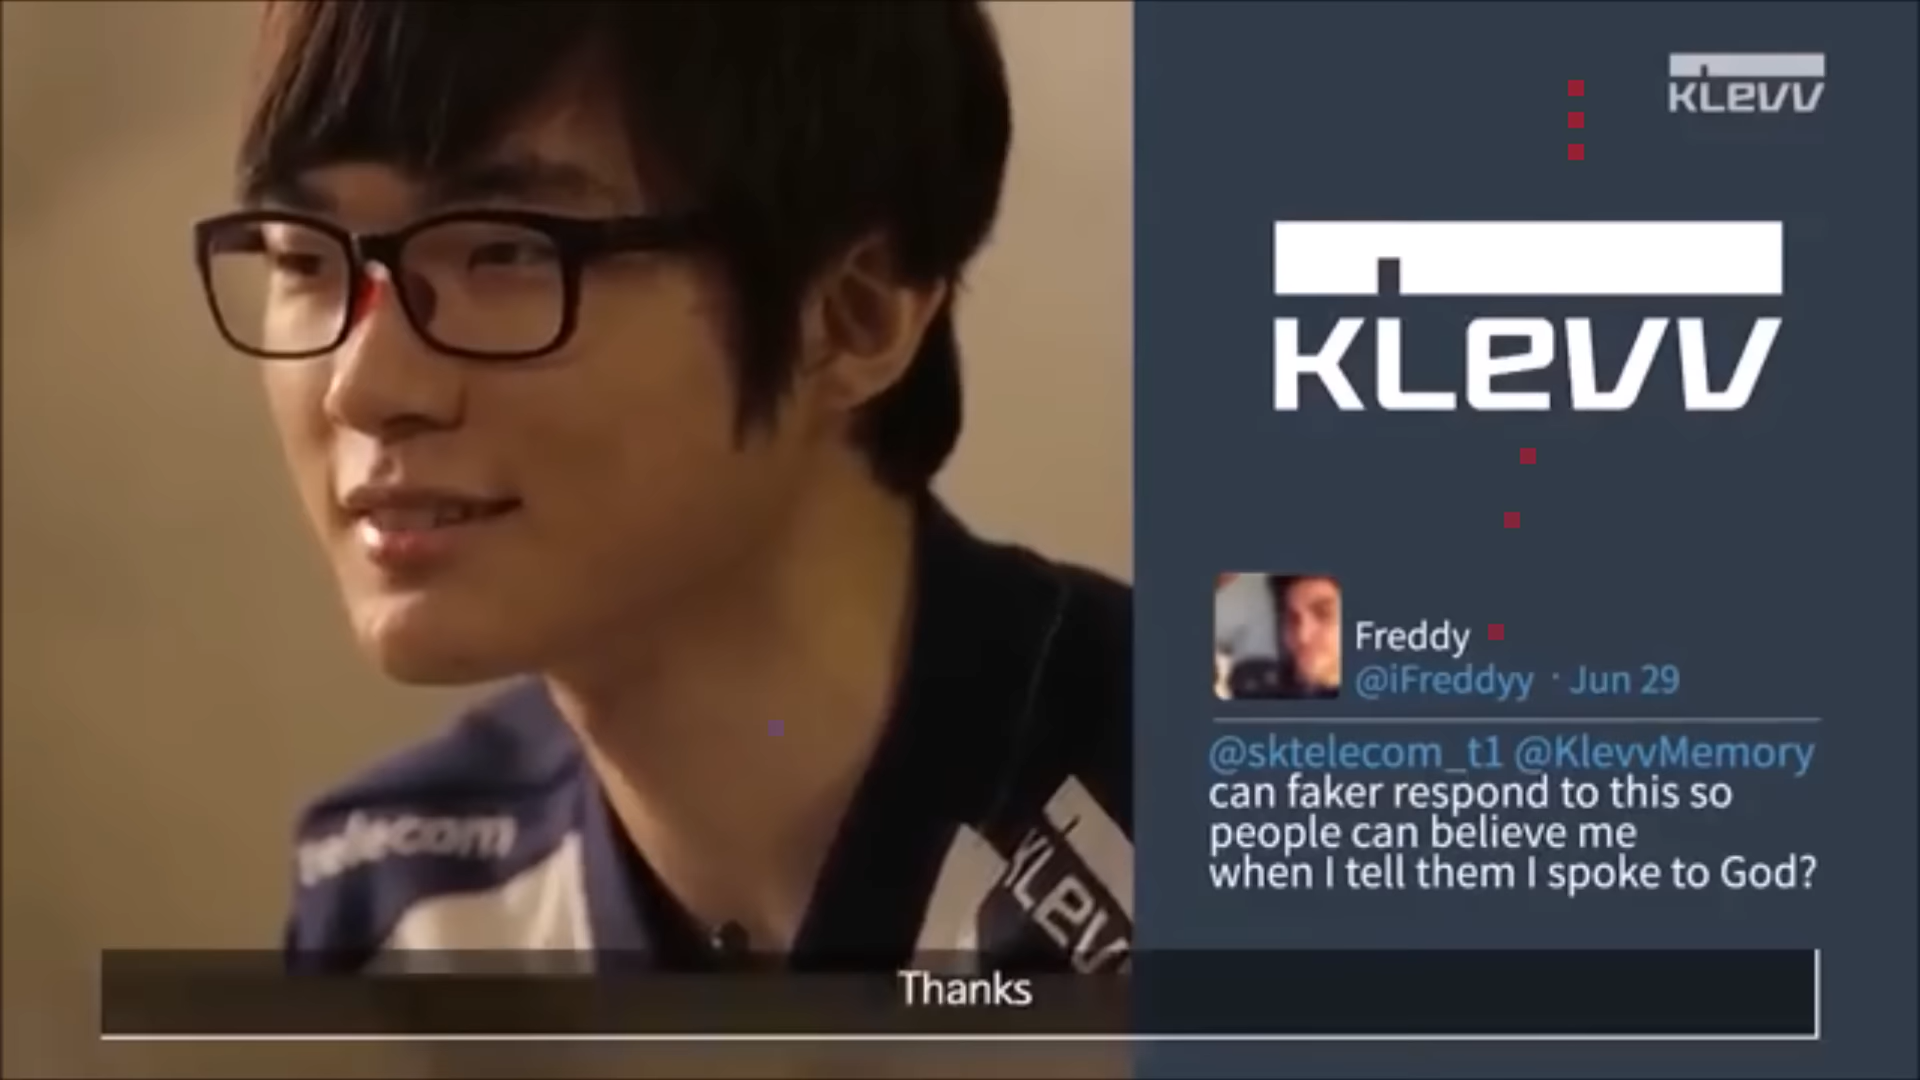 KLEVV
KLEVV
Freddy
@iFreddyy · Jun 29
@sktelecom_t1 @KlevvMemory
can faker respond to this so
people can believe me
when I tell them I spoke to God?
telecom
KLEVV
Thanks